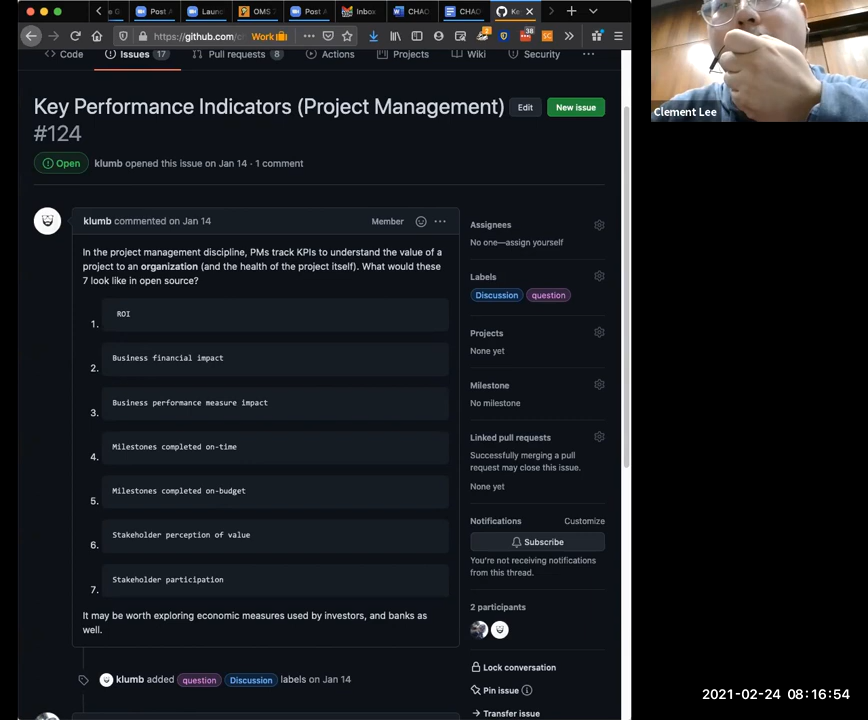 Post A
Launc
OMS
Post A
Inbox
CHAO
CHAO
Ke
https://github.com/c
Work
Code
Issues 17
Pull requests 8
Actions
Projects
Wiki
Security
Key Performance Indicators (Project Management)
Edit
New issue
#124
Open
klumb opened this issue on Jan 14 · 1 comment
klumb commented on Jan 14
Member
In the project management discipline, PMs track KPIs to understand the value of a
project to an organization (and the health of the project itself). What would these
7 look like in open source?
1. ROI
2. Business financial impact
3. Business performance measure impact
4. Milestones completed on-time
5. Milestones completed on-budget
6. Stakeholder perception of value
7. Stakeholder participation
It may be worth exploring economic measures used by investors, and banks as
well.
klumb added question Discussion labels on Jan 14
Assignees
No one—assign yourself
Labels
Discussion question
Projects
None yet
Milestone
No milestone
Linked pull requests
Successfully merging a pull
request may close this issue.
None yet
Notifications
Customize
Subscribe
You're not receiving notifications
from this thread.
2 participants
Lock conversation
Pin issue
Transfer issue
Clement Lee
2021-02-24 08:16:54